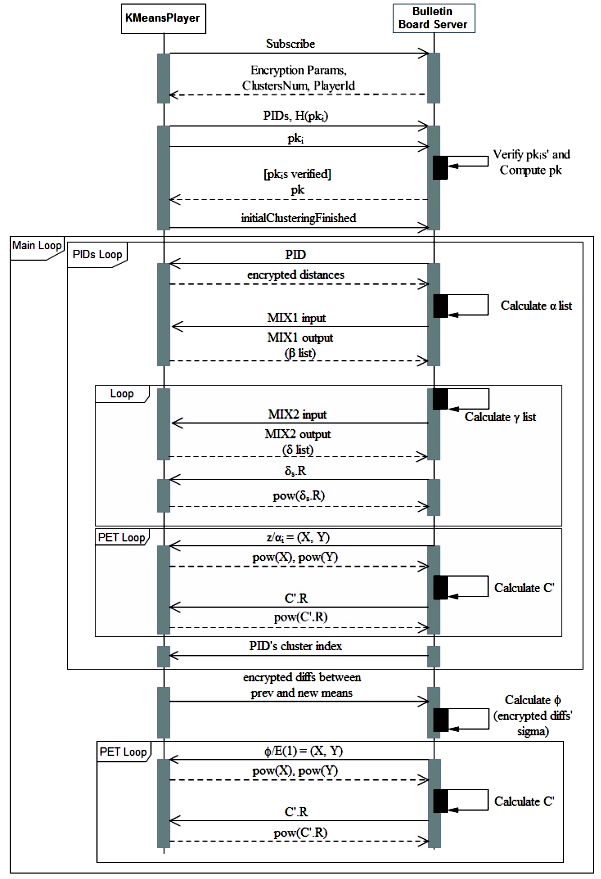 KMeansPlayer
Bulletin
Board Server
Subscribe
Encryption Params,
ClustersNum, PlayerId
PIDs, H(pkᵢ)
pkᵢ
Verify pkᵢs' and
Compute pk
[pkᵢs verified]
pk
initialClusteringFinished
Main Loop
PIDs Loop
PID
encrypted distances
Calculate α list
MIX1 input
MIX1 output
(β list)
Loop
Calculate γ list
MIX2 input
MIX2 output
(δ list)
δₛ.R
pow(δₛ.R)
PET Loop
z/αᵢ = (X, Y)
pow(X), pow(Y)
Calculate C'
C'.R
pow(C'.R)
PID's cluster index
encrypted diffs between
prev and new means
Calculate ϕ
(encrypted diffs'
sigma)
PET Loop
ϕ/E(1) = (X, Y)
pow(X), pow(Y)
Calculate C'
C'.R
pow(C'.R)